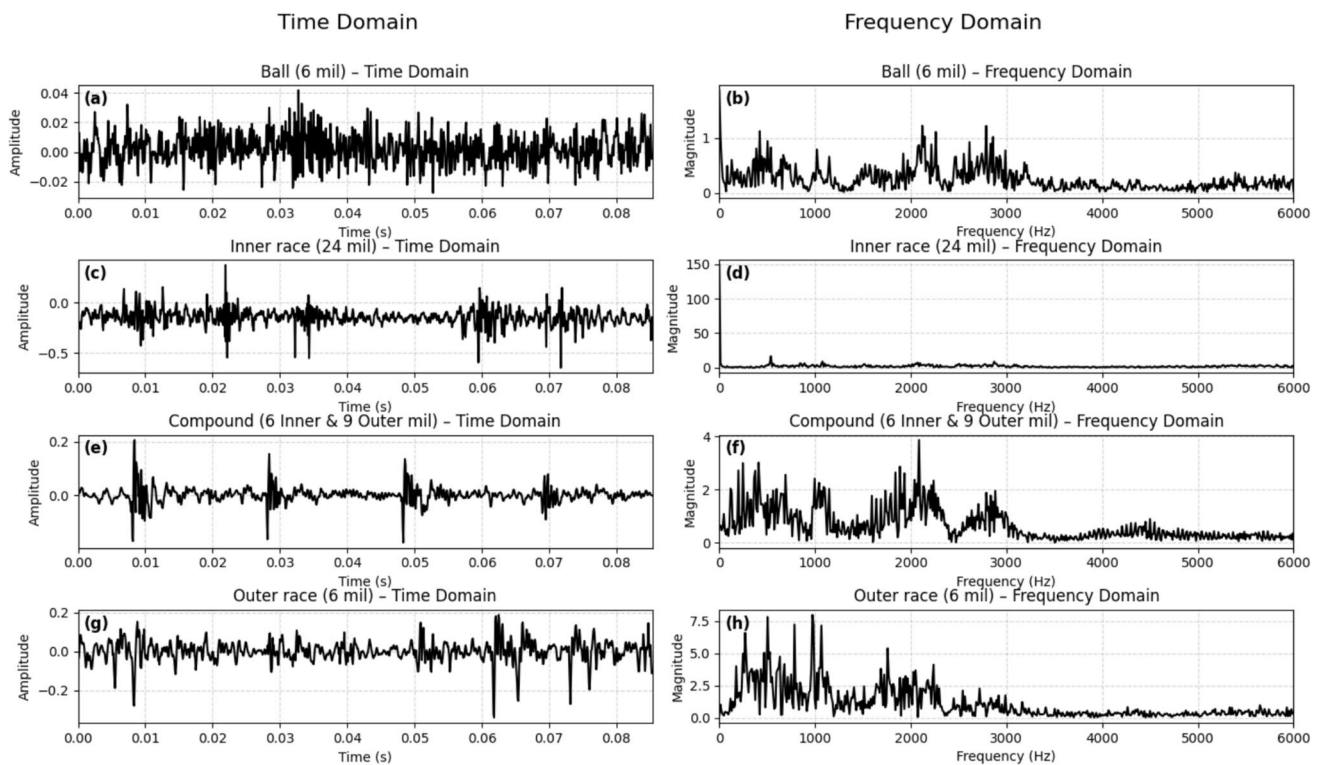 Time Domain
Frequency Domain
Ball (6 mil) – Time Domain
(a)
Amplitude
0.04
0.02
0.00
−0.02
0.00 0.01 0.02 0.03 0.04 0.05 0.06 0.07 0.08
Time (s)
Ball (6 mil) – Frequency Domain
(b)
Magnitude
1
0
0 1000 2000 3000 4000 5000 6000
Frequency (Hz)
Inner race (24 mil) – Time Domain
(c)
Amplitude
0.0
−0.5
0.00 0.01 0.02 0.03 0.04 0.05 0.06 0.07 0.08
Time (s)
Inner race (24 mil) – Frequency Domain
(d)
Magnitude
150
100
50
0
0 1000 2000 3000 4000 5000 6000
Frequency (Hz)
Compound (6 Inner & 9 Outer mil) – Time Domain
(e)
Amplitude
0.2
0.0
0.00 0.01 0.02 0.03 0.04 0.05 0.06 0.07 0.08
Time (s)
Compound (6 Inner & 9 Outer mil) – Frequency Domain
(f)
Magnitude
4
2
0
0 1000 2000 3000 4000 5000 6000
Frequency (Hz)
Outer race (6 mil) – Time Domain
(g)
Amplitude
0.2
0.0
−0.2
0.00 0.01 0.02 0.03 0.04 0.05 0.06 0.07 0.08
Time (s)
Outer race (6 mil) – Frequency Domain
(h)
Magnitude
7.5
5.0
2.5
0.0
0 1000 2000 3000 4000 5000 6000
Frequency (Hz)